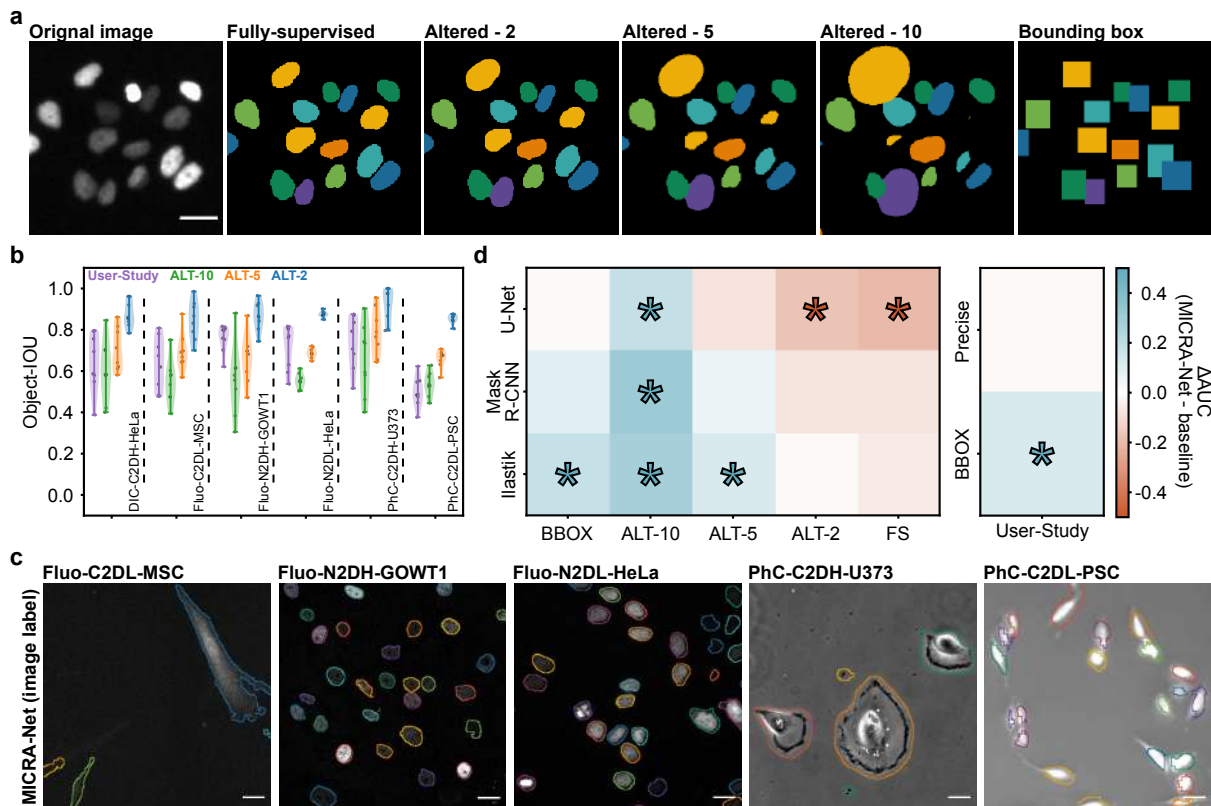 a
Orignal image
Fully-supervised
Altered - 2
Altered - 5
Altered - 10
Bounding box
b
User-Study
ALT-10
ALT-5
ALT-2
Object-IOU
1.0
0.8
0.6
0.4
0.2
0.0
DIC-C2DH-HeLa
Fluo-C2DL-MSC
Fluo-N2DH-GOWT1
Fluo-N2DL-HeLa
PhC-C2DH-U373
PhC-C2DL-PSC
d
U-Net
Mask
R-CNN
Ilastik
BBOX
ALT-10
ALT-5
ALT-2
FS
Precise
BBOX
User-Study
0.4
0.2
0.0
-0.2
-0.4
ΔAUC
(MICRA-Net - baseline)
c
MICRA-Net (image label)
Fluo-C2DL-MSC
Fluo-N2DH-GOWT1
Fluo-N2DL-HeLa
PhC-C2DH-U373
PhC-C2DL-PSC